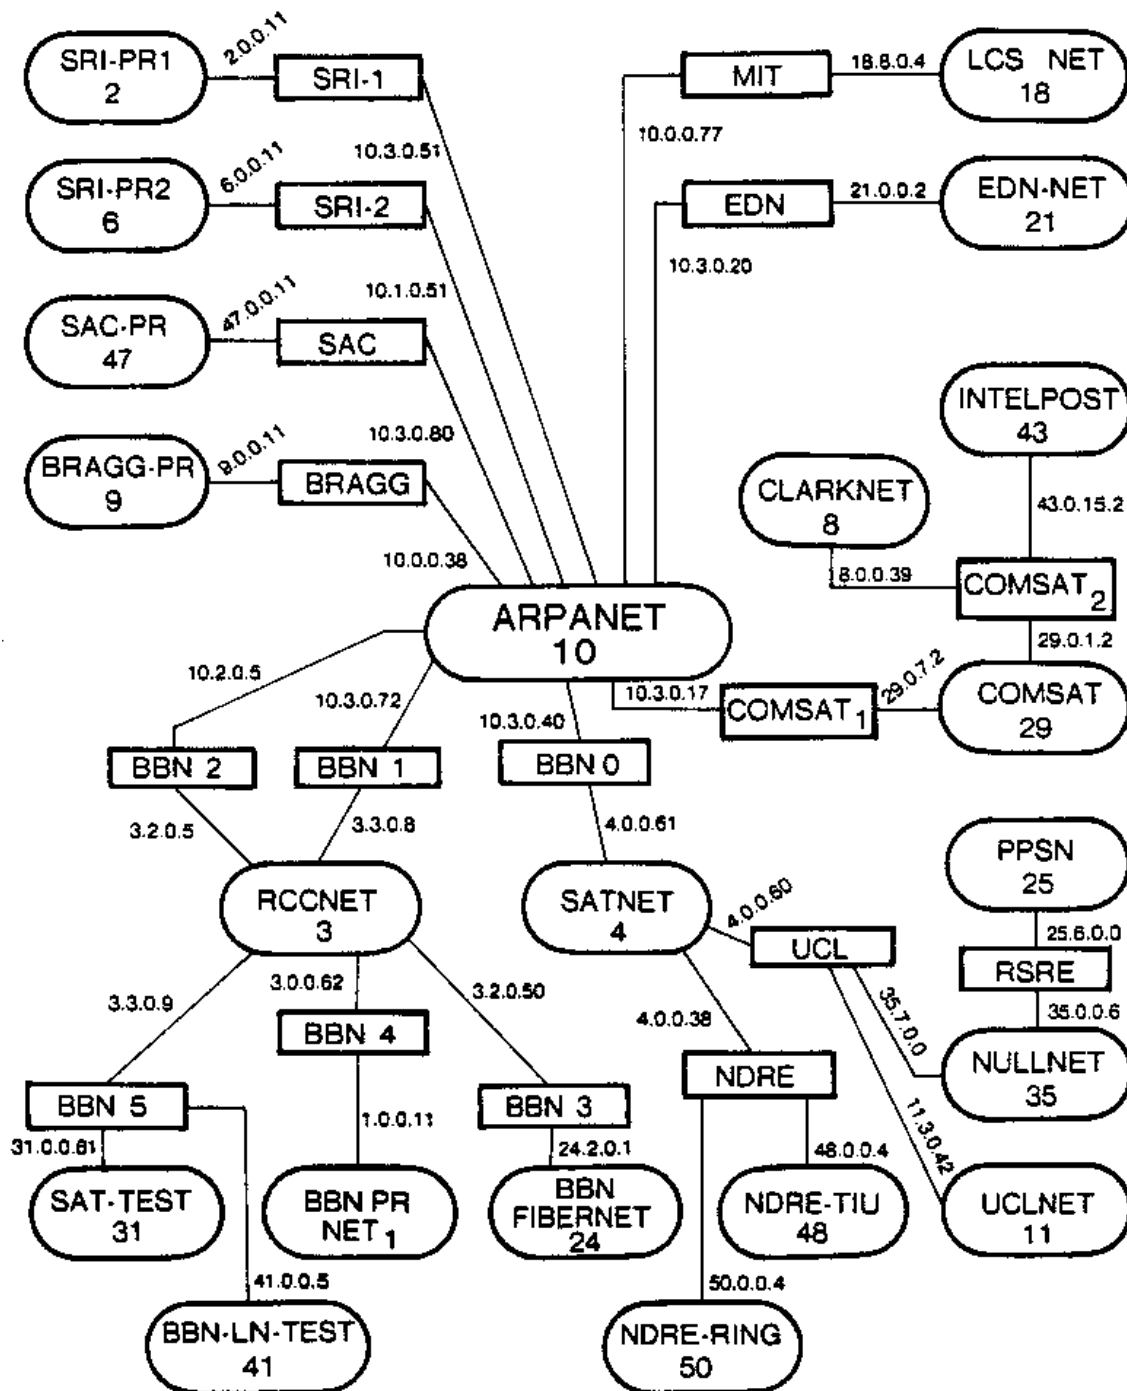 SRI-PR1
2
2.0.0.11
SRI-1
10.3.0.51
MIT
10.0.0.77
18.8.0.4
LCS NET
18
SRI-PR2
6
6.0.0.11
SRI-2
10.1.0.51
EDN
10.3.0.20
21.0.0.2
EDN-NET
21
SAC-PR
47
47.0.0.11
SAC
10.3.0.80
BRAGG-PR
9
9.0.0.11
BRAGG
10.0.0.38
INTELPOST
43
43.0.15.2
CLARKNET
8
8.0.0.39
COMSAT 2
29.0.1.2
ARPANET
10
10.3.0.17
COMSAT 1
29.0.7.2
COMSAT
29
10.2.0.5
10.3.0.72
10.3.0.40
BBN 2
BBN 1
BBN 0
3.2.0.5
3.3.0.8
4.0.0.61
RCCNET
3
SATNET
4
4.0.0.60
UCL
PPSN
25
25.6.0.0
RSRE
35.0.0.6
35.7.0.0
NULLNET
35
11.3.0.42
UCLNET
11
3.3.0.9
3.0.0.62
3.2.0.50
4.0.0.38
BBN 4
NDRE
BBN 5
BBN 3
31.0.0.61
1.0.0.11
24.2.0.1
48.0.0.4
SAT-TEST
31
BBN PR
NET 1
BBN
FIBERNET
24
NDRE-TIU
48
41.0.0.5
50.0.0.4
BBN-LN-TEST
41
NDRE-RING
50